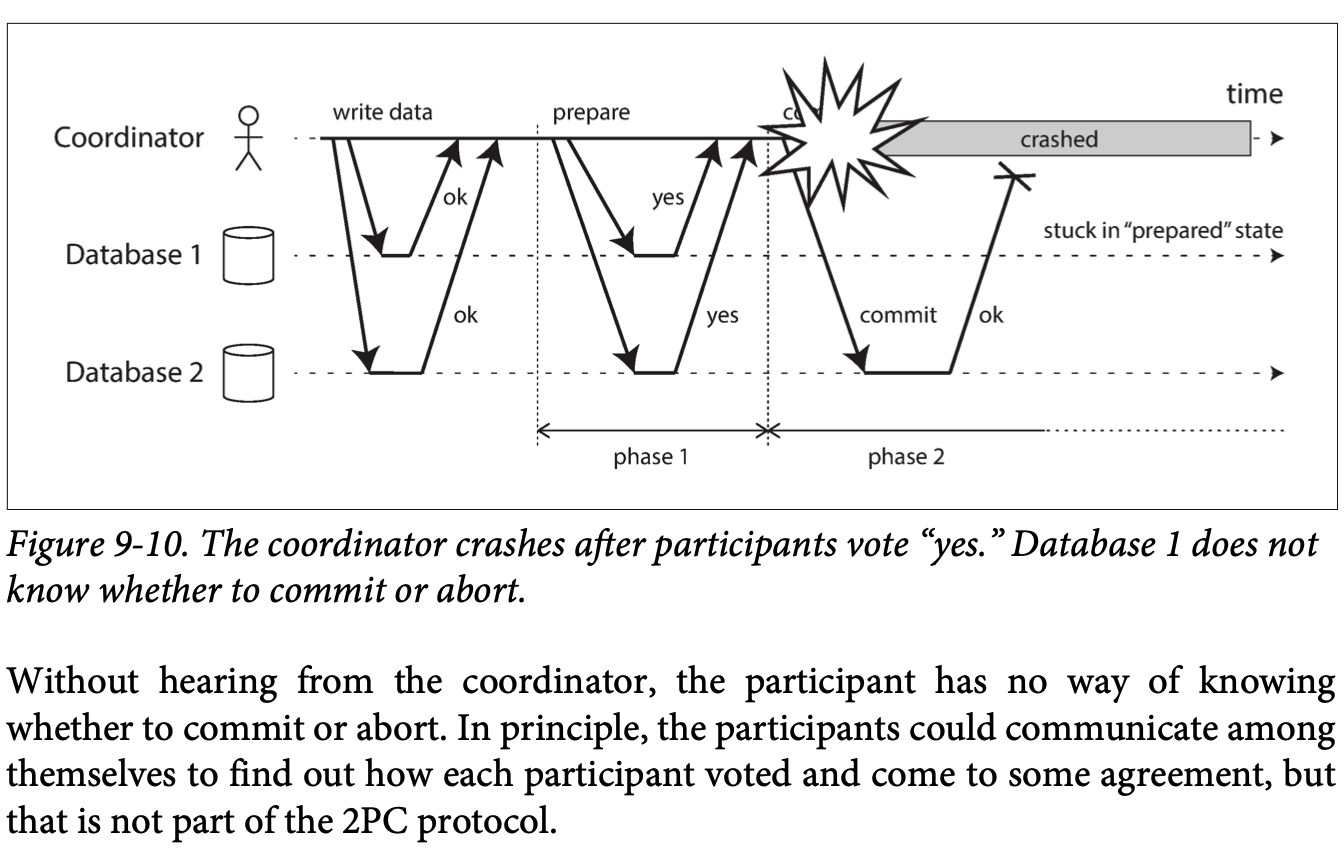 time
write data
prepare
Coordinator
crashed
ok
yes
stuck in “prepared” state
Database 1
ok
yes
commit
ok
Database 2
phase 1
phase 2
Figure 9-10. The coordinator crashes after participants vote “yes.” Database 1 does not
know whether to commit or abort.
Without hearing from the coordinator, the participant has no way of knowing
whether to commit or abort. In principle, the participants could communicate among
themselves to find out how each participant voted and come to some agreement, but
that is not part of the 2PC protocol.